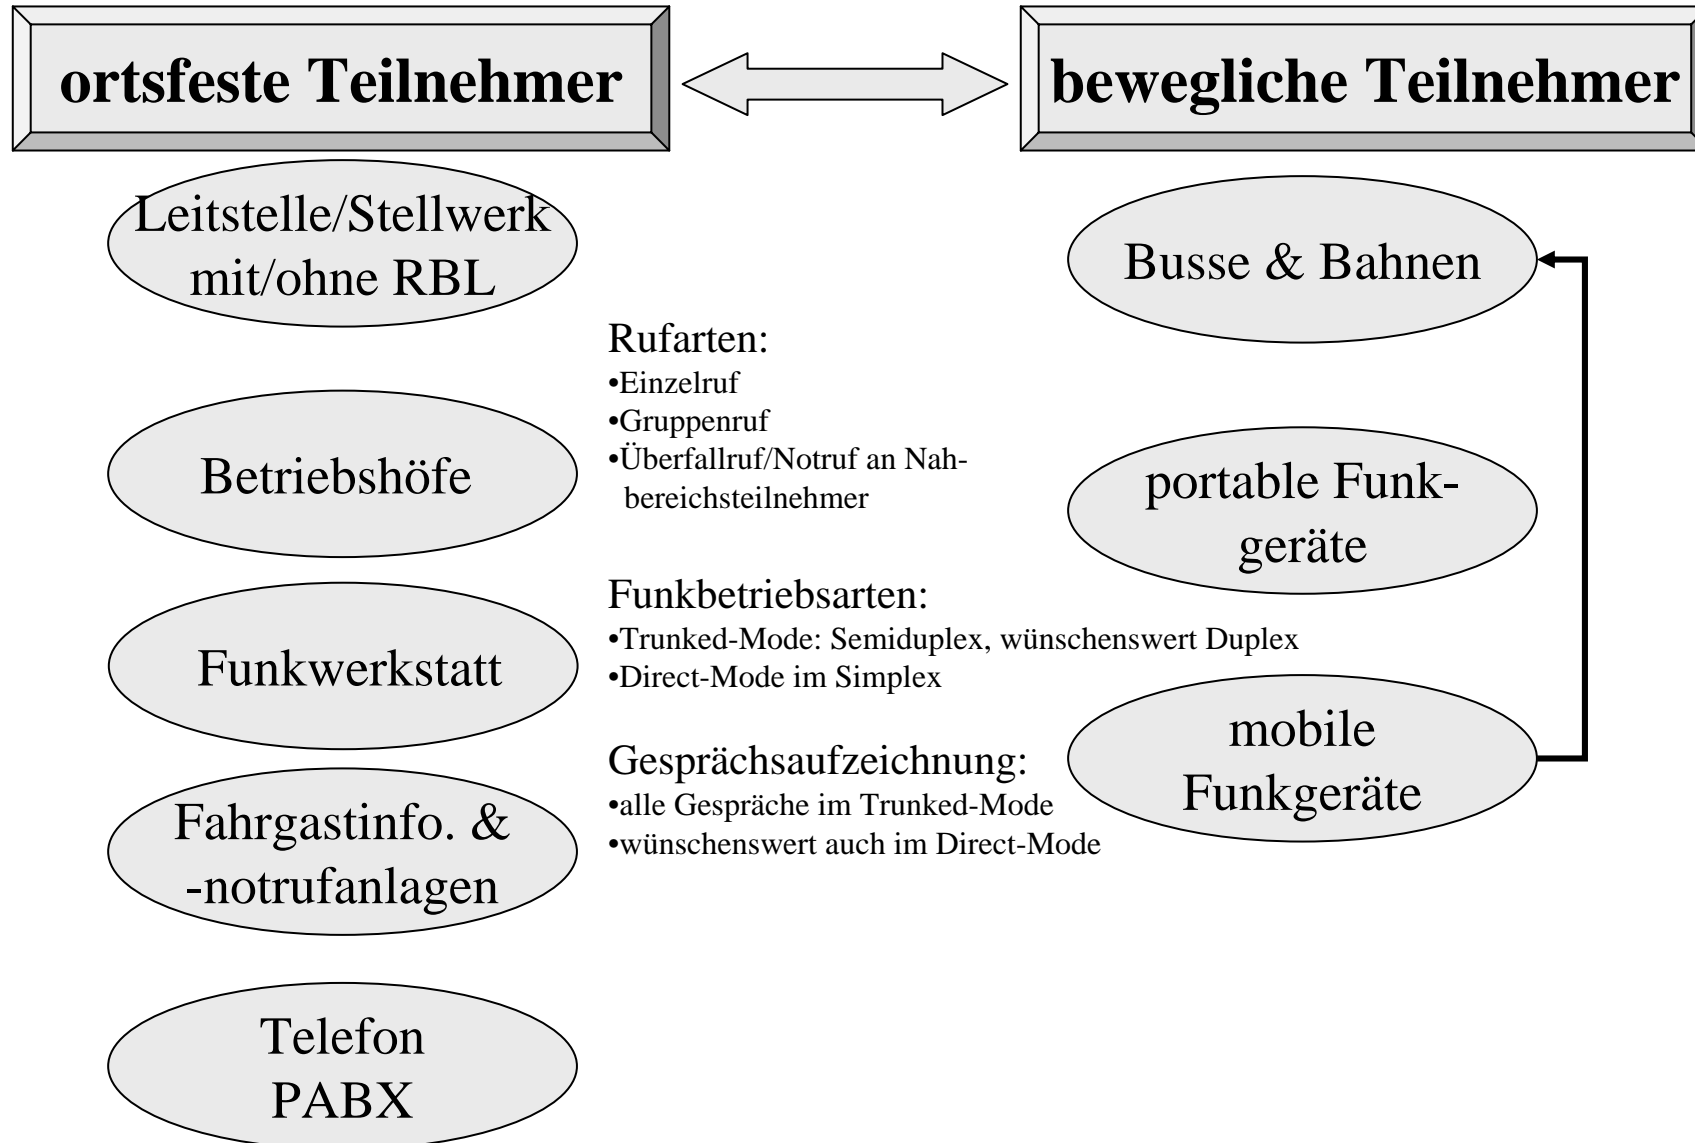 ortsfeste Teilnehmer
bewegliche Teilnehmer
Leitstelle/Stellwerk
mit/ohne RBL
Betriebshöfe
Funkwerkstatt
Fahrgastinfo. &
-notrufanlagen
Telefon
PABX
Rufarten:
•Einzelruf
•Gruppenruf
•Überfallruf/Notruf an Nah-
bereichsteilnehmer
Funkbetriebsarten:
•Trunked-Mode: Semiduplex, wünschenswert Duplex
•Direct-Mode im Simplex
Gesprächsaufzeichnung:
•alle Gespräche im Trunked-Mode
•wünschenswert auch im Direct-Mode
Busse & Bahnen
portable Funk-
geräte
mobile
Funkgeräte